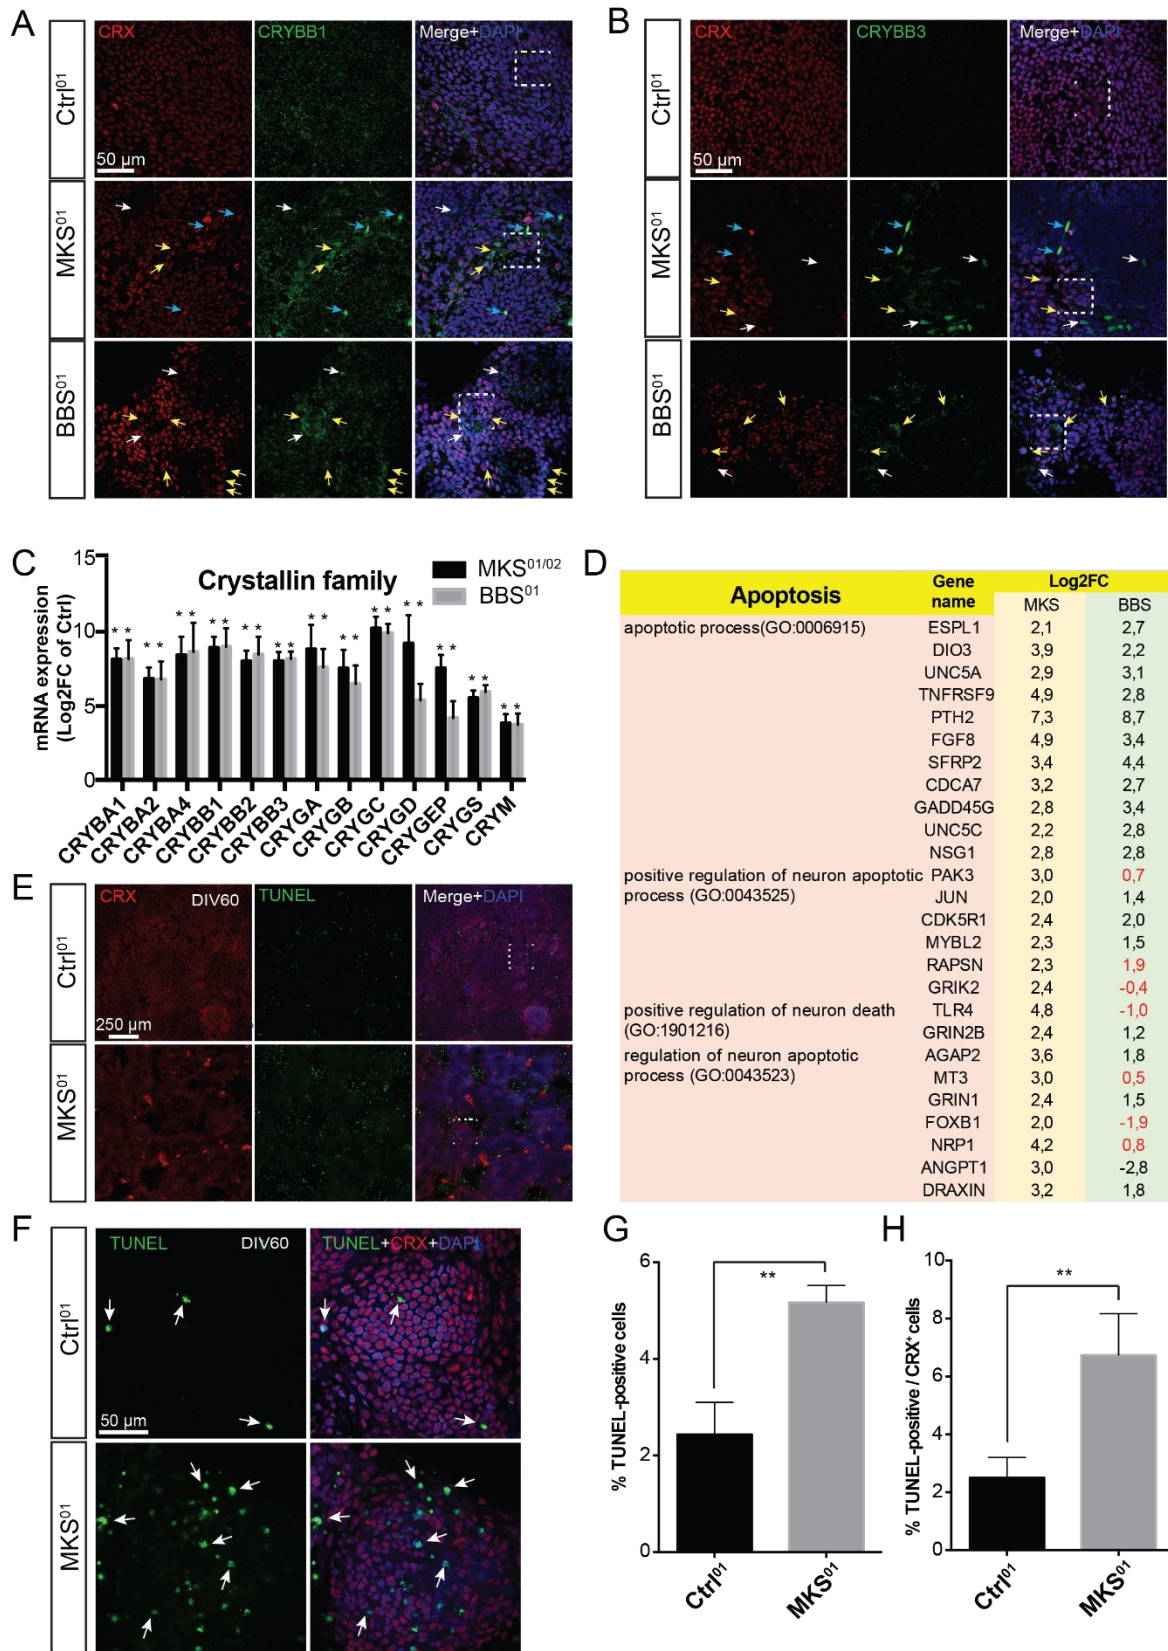 A
CRX
CRYBB1
Merge+DAPI
Ctrl01
50 µm
MKS01
BBS01
B
CRX
CRYBB3
Merge+DAPI
Ctrl01
50 µm
MKS01
BBS01
C
Crystallin family
MKS01/02
BBS01
mRNA expression
(Log2FC of Ctrl)
15
10
5
0
* * * * * * * * * * * * * * * * * * * * * * * * * *
CRYBA1
CRYBA2
CRYBA4
CRYBB1
CRYBB2
CRYBB3
CRYGA
CRYGB
CRYGC
CRYGD
CRYGEP
CRYGS
CRYM
D
Apoptosis Gene name Log2FC
MKS BBS
apoptotic process(GO:0006915) ESPL1 2,1 2,7
DIO3 3,9 2,2
UNC5A 2,9 3,1
TNFRSF9 4,9 2,8
PTH2 7,3 8,7
FGF8 4,9 3,4
SFRP2 3,4 4,4
CDCA7 3,2 2,7
GADD45G 2,8 3,4
UNC5C 2,2 2,8
NSG1 2,8 2,8
positive regulation of neuron apoptotic PAK3 3,0 0,7
process (GO:0043525) JUN 2,0 1,4
CDK5R1 2,4 2,0
MYBL2 2,3 1,5
RAPSN 2,3 1,9
GRIK2 2,4 -0,4
positive regulation of neuron death TLR4 4,8 -1,0
(GO:1901216) GRIN2B 2,4 1,2
regulation of neuron apoptotic AGAP2 3,6 1,8
process (GO:0043523) MT3 3,0 0,5
GRIN1 2,4 1,5
FOXB1 2,0 -1,9
NRP1 4,2 0,8
ANGPT1 3,0 -2,8
DRAXIN 3,2 1,8
E
CRX
DIV60
TUNEL
Merge+DAPI
Ctrl01
250 µm
MKS01
F
TUNEL
DIV60
TUNEL+CRX+DAPI
Ctrl01
50 µm
MKS01
G
% TUNEL-positive cells
6
4
2
0
**
Ctrl01
MKS01
H
% TUNEL-positive / CRX+ cells
10
8
6
4
2
0
**
Ctrl01
MKS01